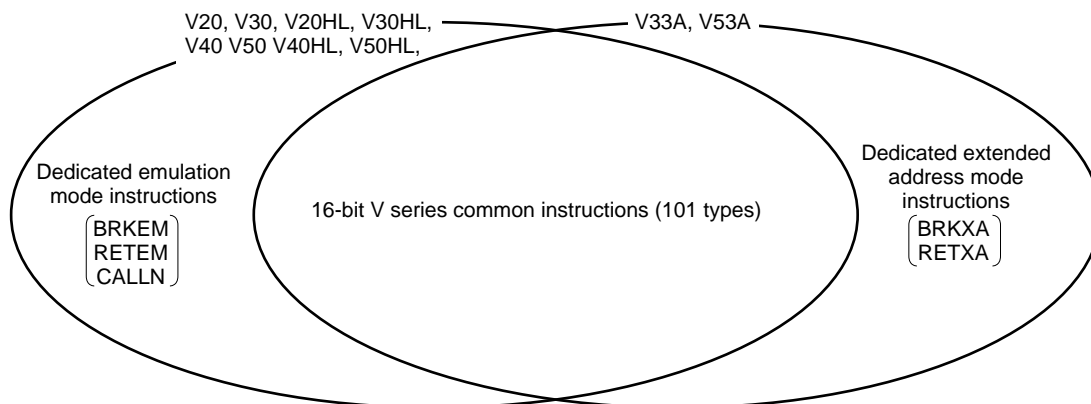 V20, V30, V20HL, V30HL,
V40 V50 V40HL, V50HL,
V33A, V53A
Dedicated emulation
mode instructions
BRKEM
RETEM
CALLN
16-bit V series common instructions (101 types)
Dedicated extended
address mode
instructions
BRKXA
RETXA